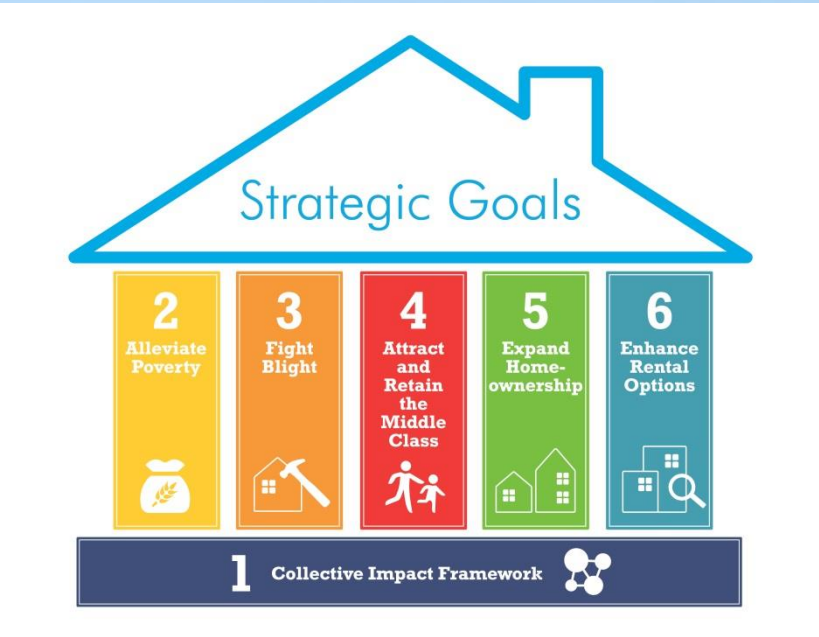 Strategic Goals
2
Alleviate
Poverty
3
Fight
Blight
4
Attract
and
Retain
the
Middle
Class
5
Expand
Home-
ownership
6
Enhance
Rental
Options
1 Collective Impact Framework